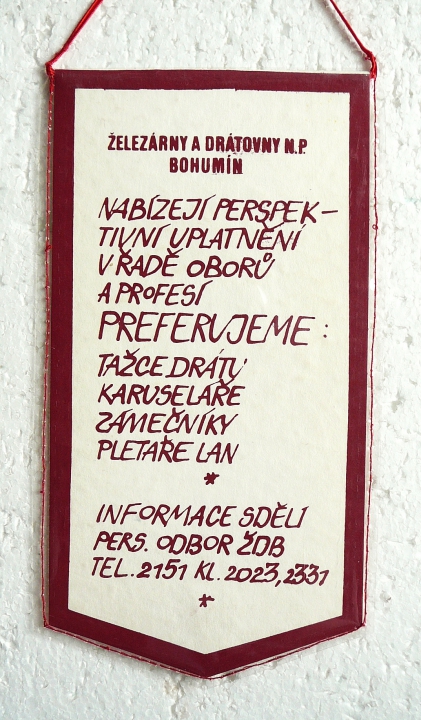 ŽELEZÁRNY A DRÁTOVNY N.P.
BOHUMÍN
NABÍZEJÍ PERSPEK-
TIVNÍ UPLATNĚNÍ
V ŘADĚ OBORŮ
A PROFESÍ
PREFERUJEME:
TAŽCE DRÁTU
KARUSELÁŘE
ZÁMEČNÍKY
PLETAŘE LAN
*
INFORMACE SDĚLÍ
PERS. ODBOR ŽDB
TEL. 2151 KL. 2023, 2331
*